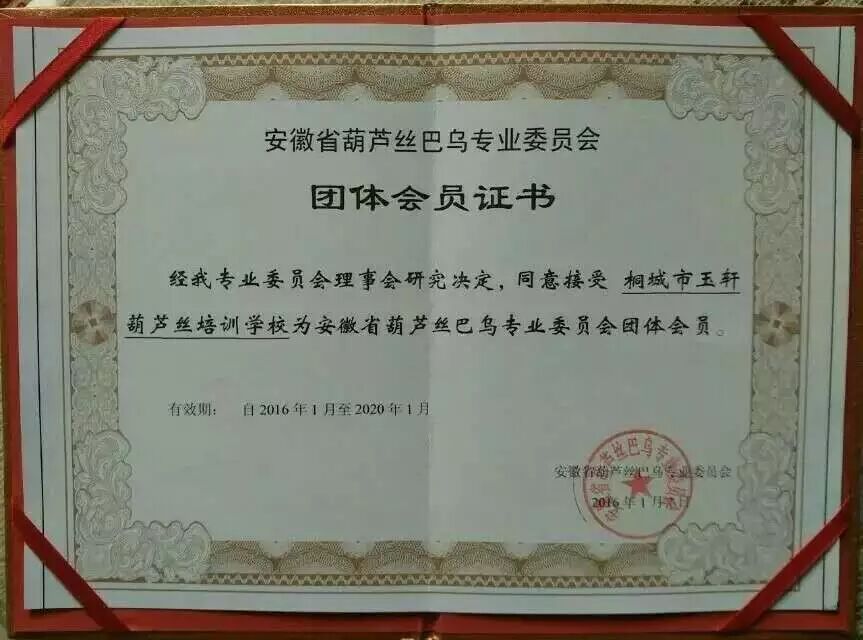 安徽省葫芦丝巴乌专业委员会
团体会员证书
经我专业委员会理事会研究决定，同意接受 桐城市玉轩
葫芦丝培训学校为安徽省葫芦丝巴乌专业委员会团体会员。
有效期： 自2016年1月至2020年1月
安徽省葫芦丝巴乌专业委员会
2016年1月